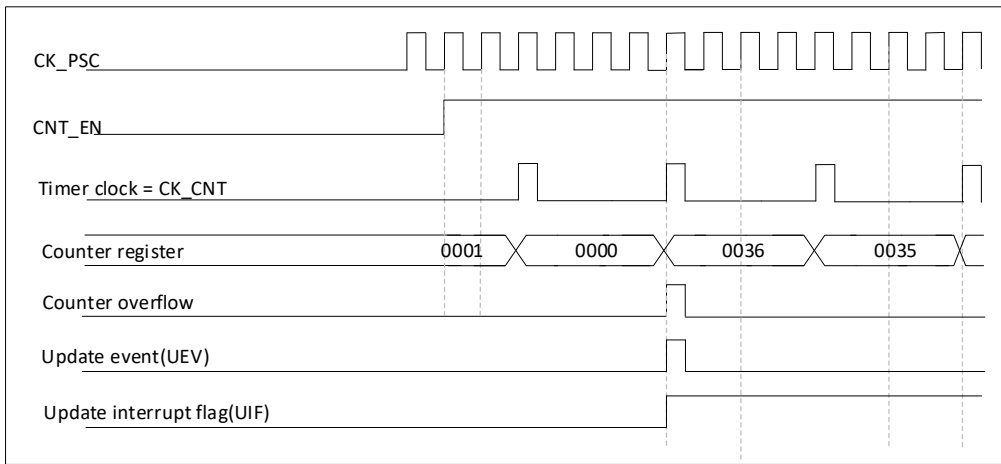 CK_PSC
CNT_EN
Timer clock = CK_CNT
Counter register 0001 0000 0036 0035
Counter overflow
Update event(UEV)
Update interrupt flag(UIF)